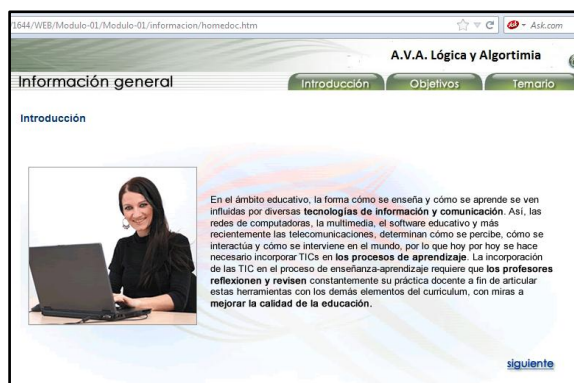 1644/WEB/Modulo-01/Modulo-01/informacion/homedoc.htm
Ask.com
A.V.A. Lógica y Algortimia
Información general
Introducción Objetivos Temario
Introducción
En el ámbito educativo, la forma cómo se enseña y cómo se aprende se ven
influidas por diversas tecnologías de información y comunicación. Así, las
redes de computadoras, la multimedia, el software educativo y más
recientemente las telecomunicaciones, determinan cómo se percibe, cómo se
interactúa y cómo se interviene en el mundo, por lo que hoy por hoy se hace
necesario incorporar TICs en los procesos de aprendizaje. La incorporación
de las TIC en el proceso de enseñanza-aprendizaje requiere que los profesores
reflexionen y revisen constantemente su práctica docente a fin de articular
estas herramientas con los demás elementos del curriculum, con miras a
mejorar la calidad de la educación.
siguiente